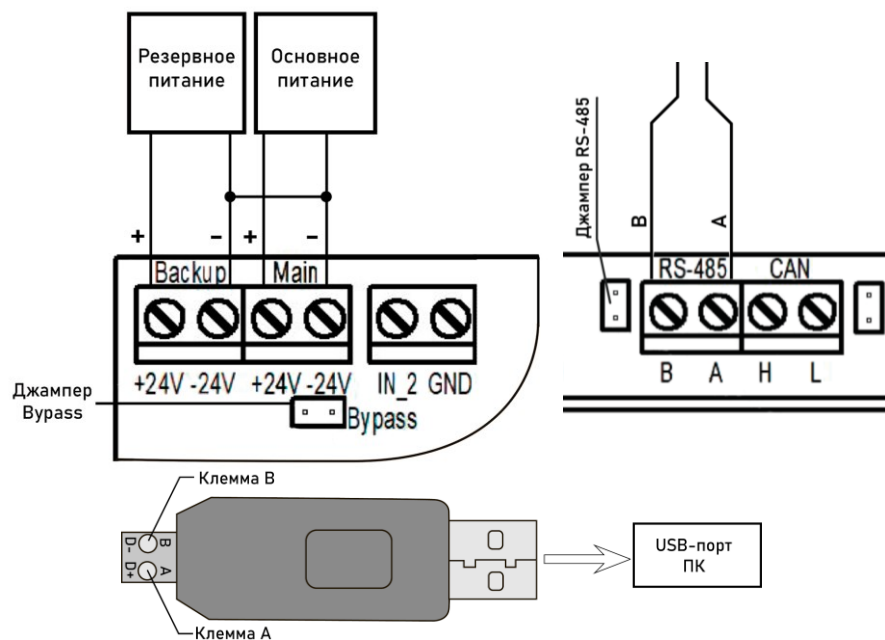 Резервное
питание
Основное
питание
+ - + -
Backup Main
+24V -24V +24V -24V IN_2 GND
Джампер
Bypass
Bypass
Джампер RS-485
B A
RS-485 CAN
B A H L
Клемма B
D- B
D+ A
Клемма A
USB-порт
ПК